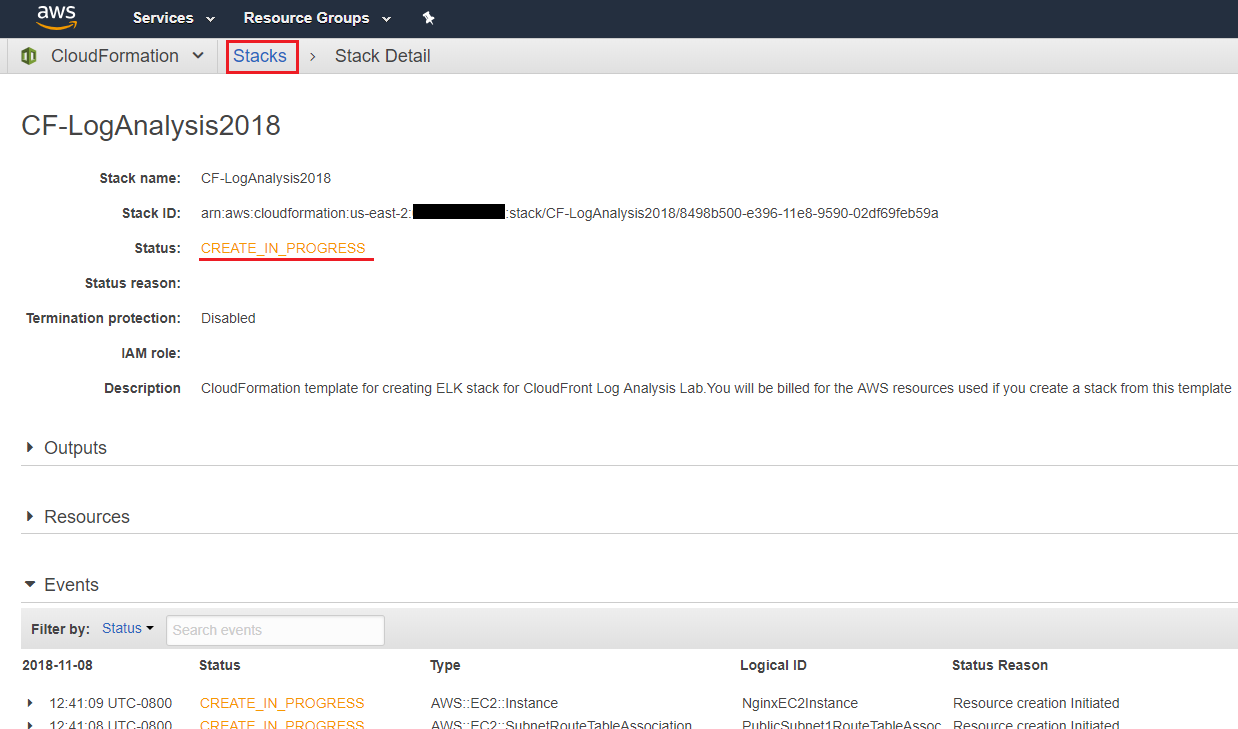 aws Services Resource Groups
CloudFormation Stacks > Stack Detail
CF-LogAnalysis2018
Stack name: CF-LogAnalysis2018
Stack ID: arn:aws:cloudformation:us-east-2: :stack/CF-LogAnalysis2018/8498b500-e396-11e8-9590-02df69feb59a
Status: CREATE_IN_PROGRESS
Status reason:
Termination protection: Disabled
IAM role:
Description CloudFormation template for creating ELK stack for CloudFront Log Analysis Lab.You will be billed for the AWS resources used if you create a stack from this template
Outputs
Resources
Events
Filter by: Status Search events
2018-11-08 Status Type Logical ID Status Reason
12:41:09 UTC-0800 CREATE_IN_PROGRESS AWS::EC2::Instance NginxEC2Instance Resource creation Initiated
12:41:08 UTC-0800 CREATE_IN_PROGRESS AWS::EC2::SubnetRouteTableAssociation PublicSubnet1RouteTableAssoc Resource creation Initiated